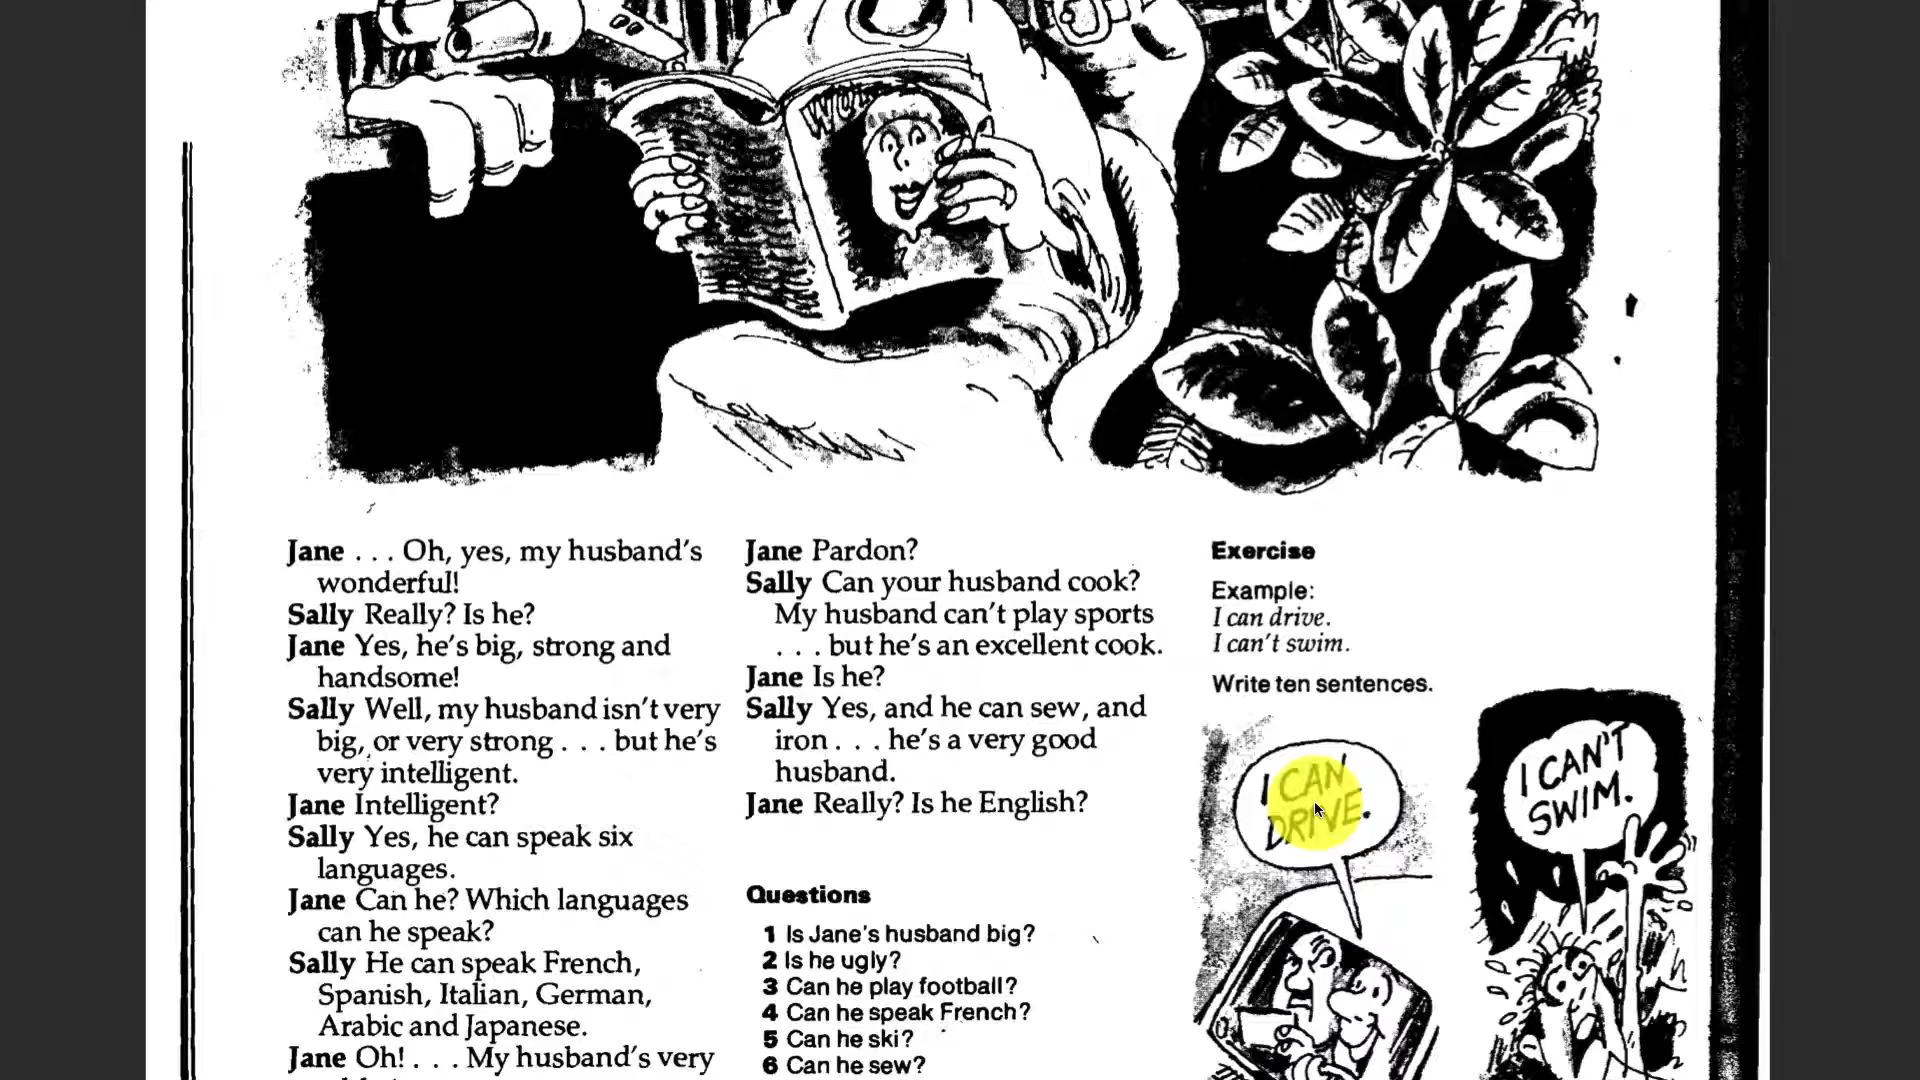 Jane . . . Oh, yes, my husband's
wonderful!
Sally Really? Is he?
Jane Yes, he's big, strong and
handsome!
Sally Well, my husband isn't very
big, or very strong . . . but he's
very intelligent.
Jane Intelligent?
Sally Yes, he can speak six
languages.
Jane Can he? Which languages
can he speak?
Sally He can speak French,
Spanish, Italian, German,
Arabic and Japanese.
Jane Oh! . . . My husband's very
Jane Pardon?
Sally Can your husband cook?
My husband can't play sports
. . . but he's an excellent cook.
Jane Is he?
Sally Yes, and he can sew, and
iron . . . he's a very good
husband.
Jane Really? Is he English?
Questions
1 Is Jane's husband big?
2 Is he ugly?
3 Can he play football?
4 Can he speak French?
5 Can he ski?
6 Can he sew?
Exercise
Example:
I can drive.
I can't swim.
Write ten sentences.
I CAN
DRIVE.
I CAN'T
SWIM.